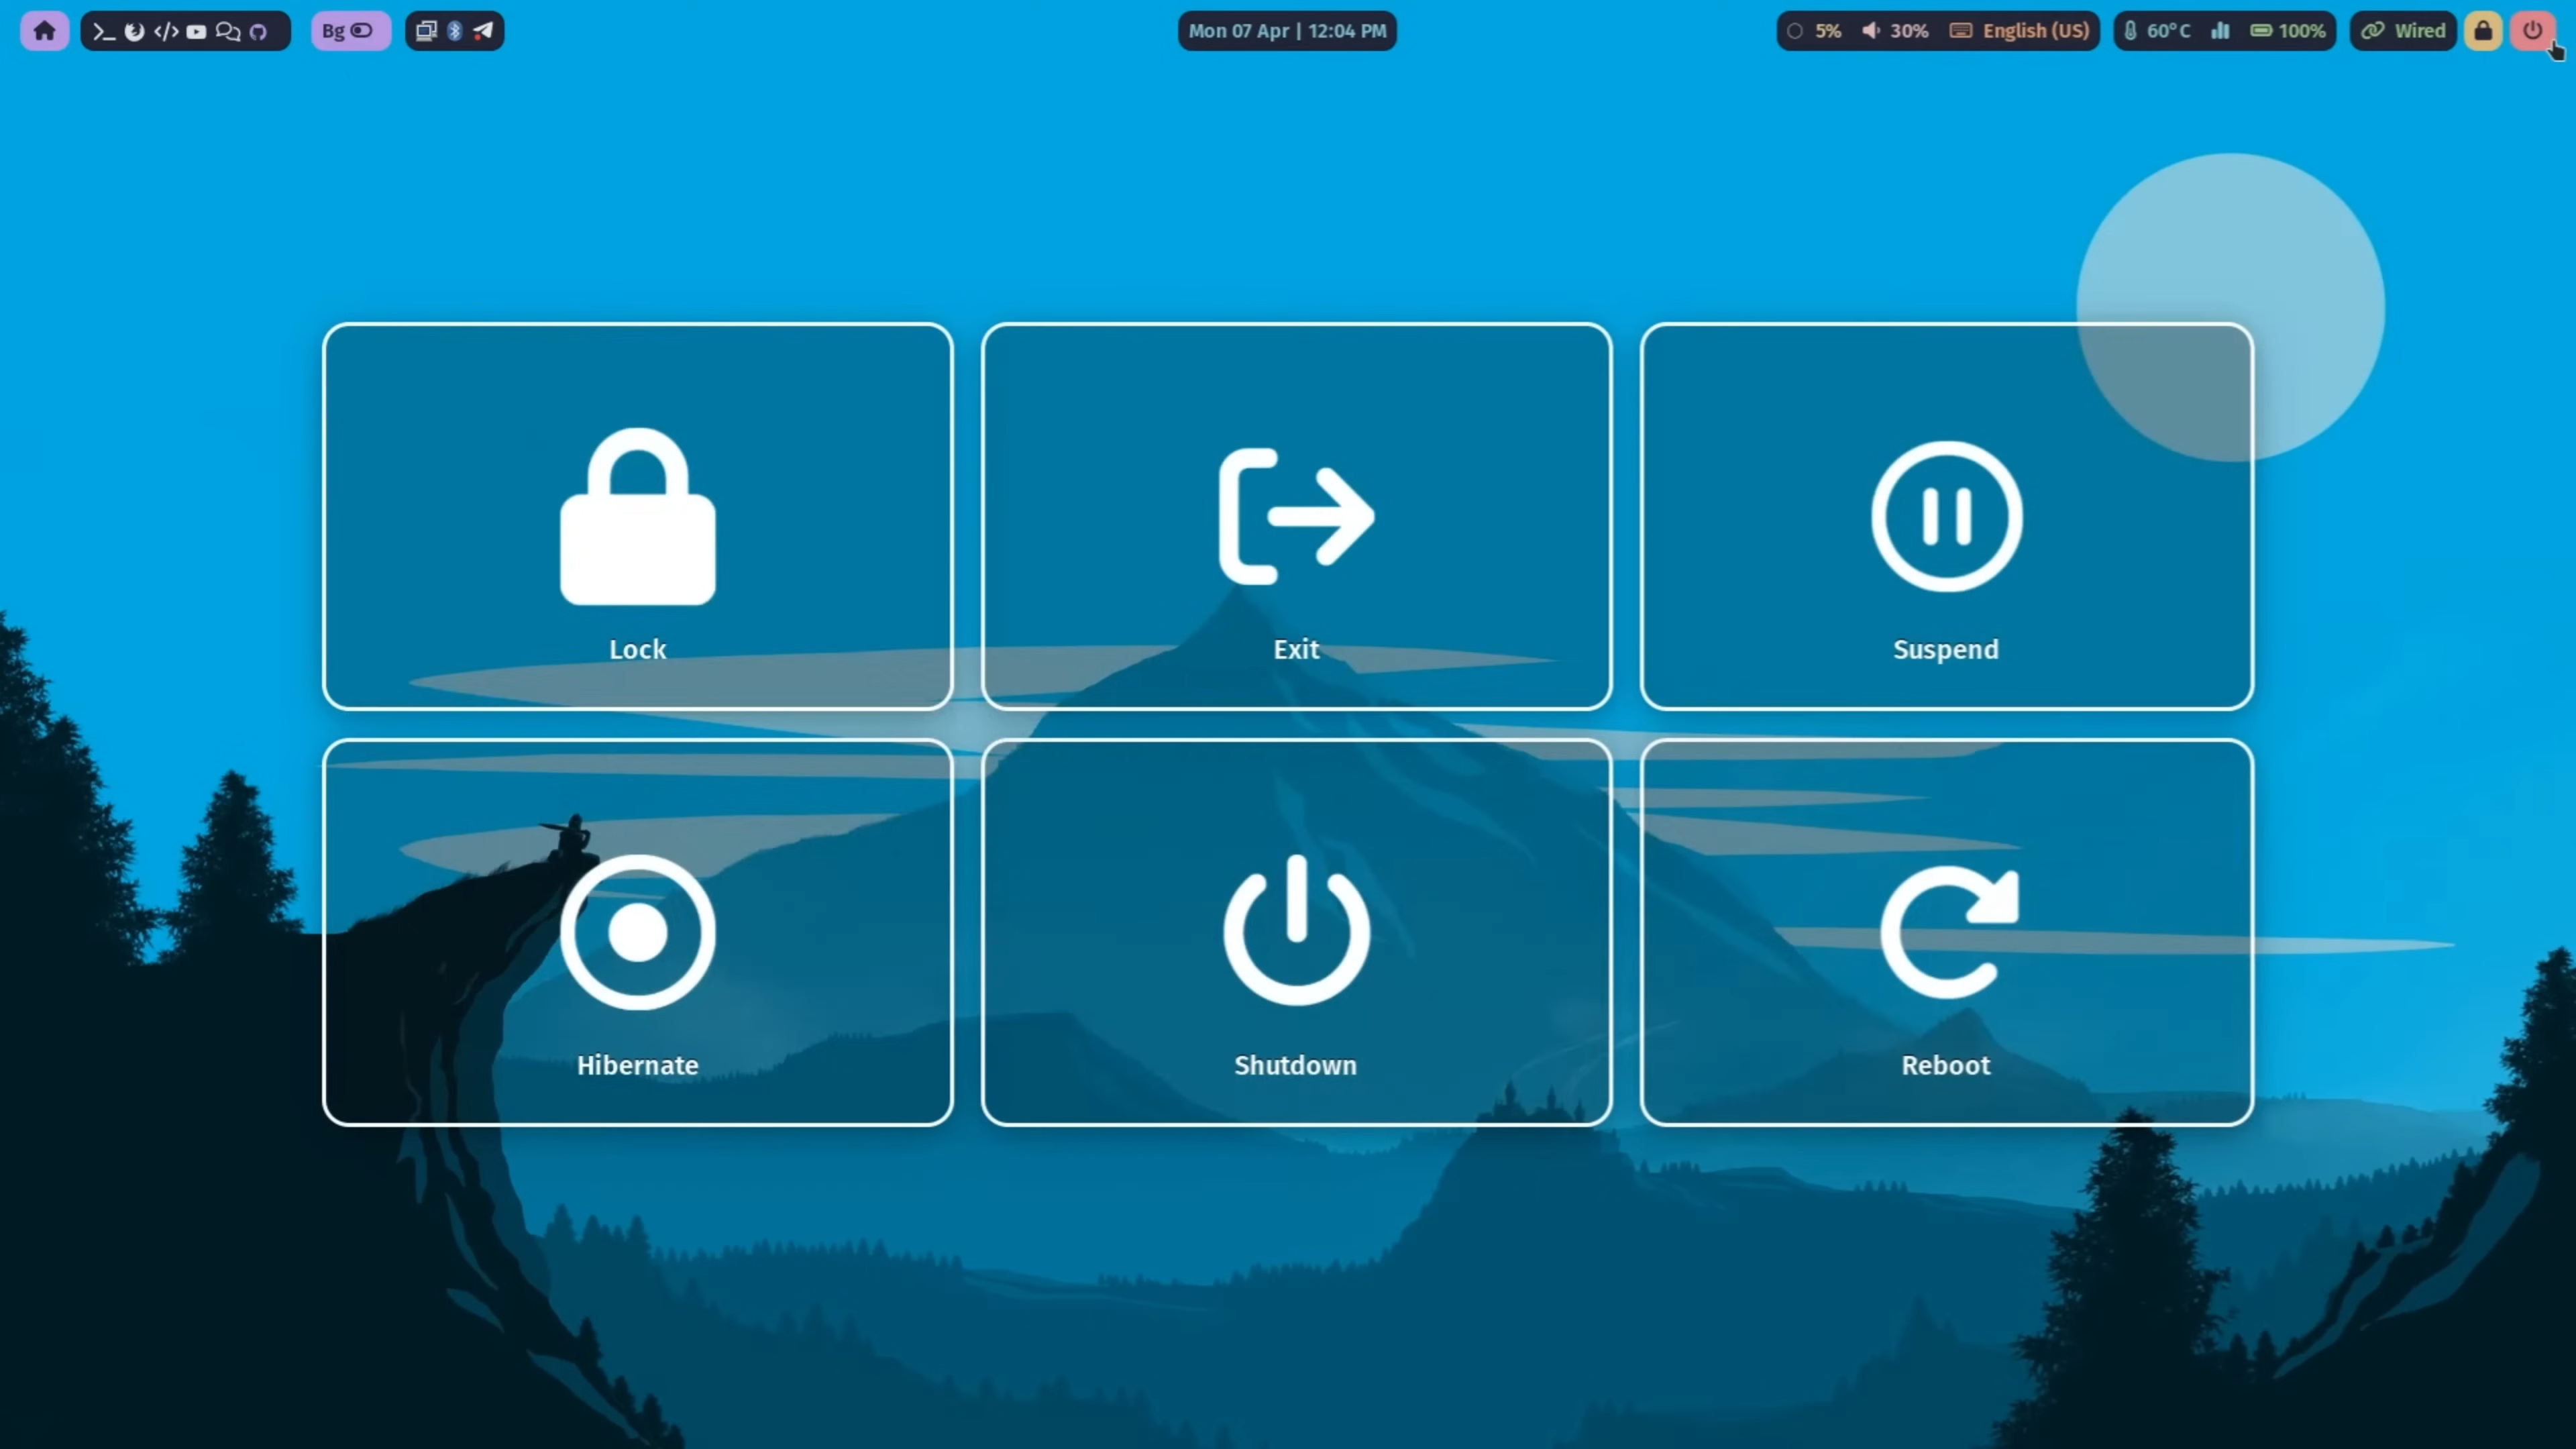 Bg
Mon 07 Apr | 12:04 PM
5% 30% English (US)
60°C 100%
Wired
Lock
Exit
Suspend
Hibernate
Shutdown
Reboot